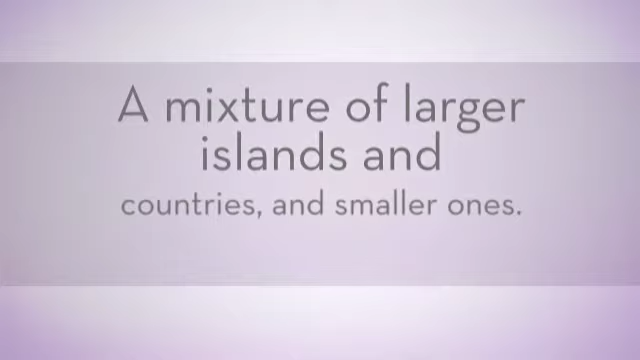 A mixture of larger
islands and
countries, and smaller ones.